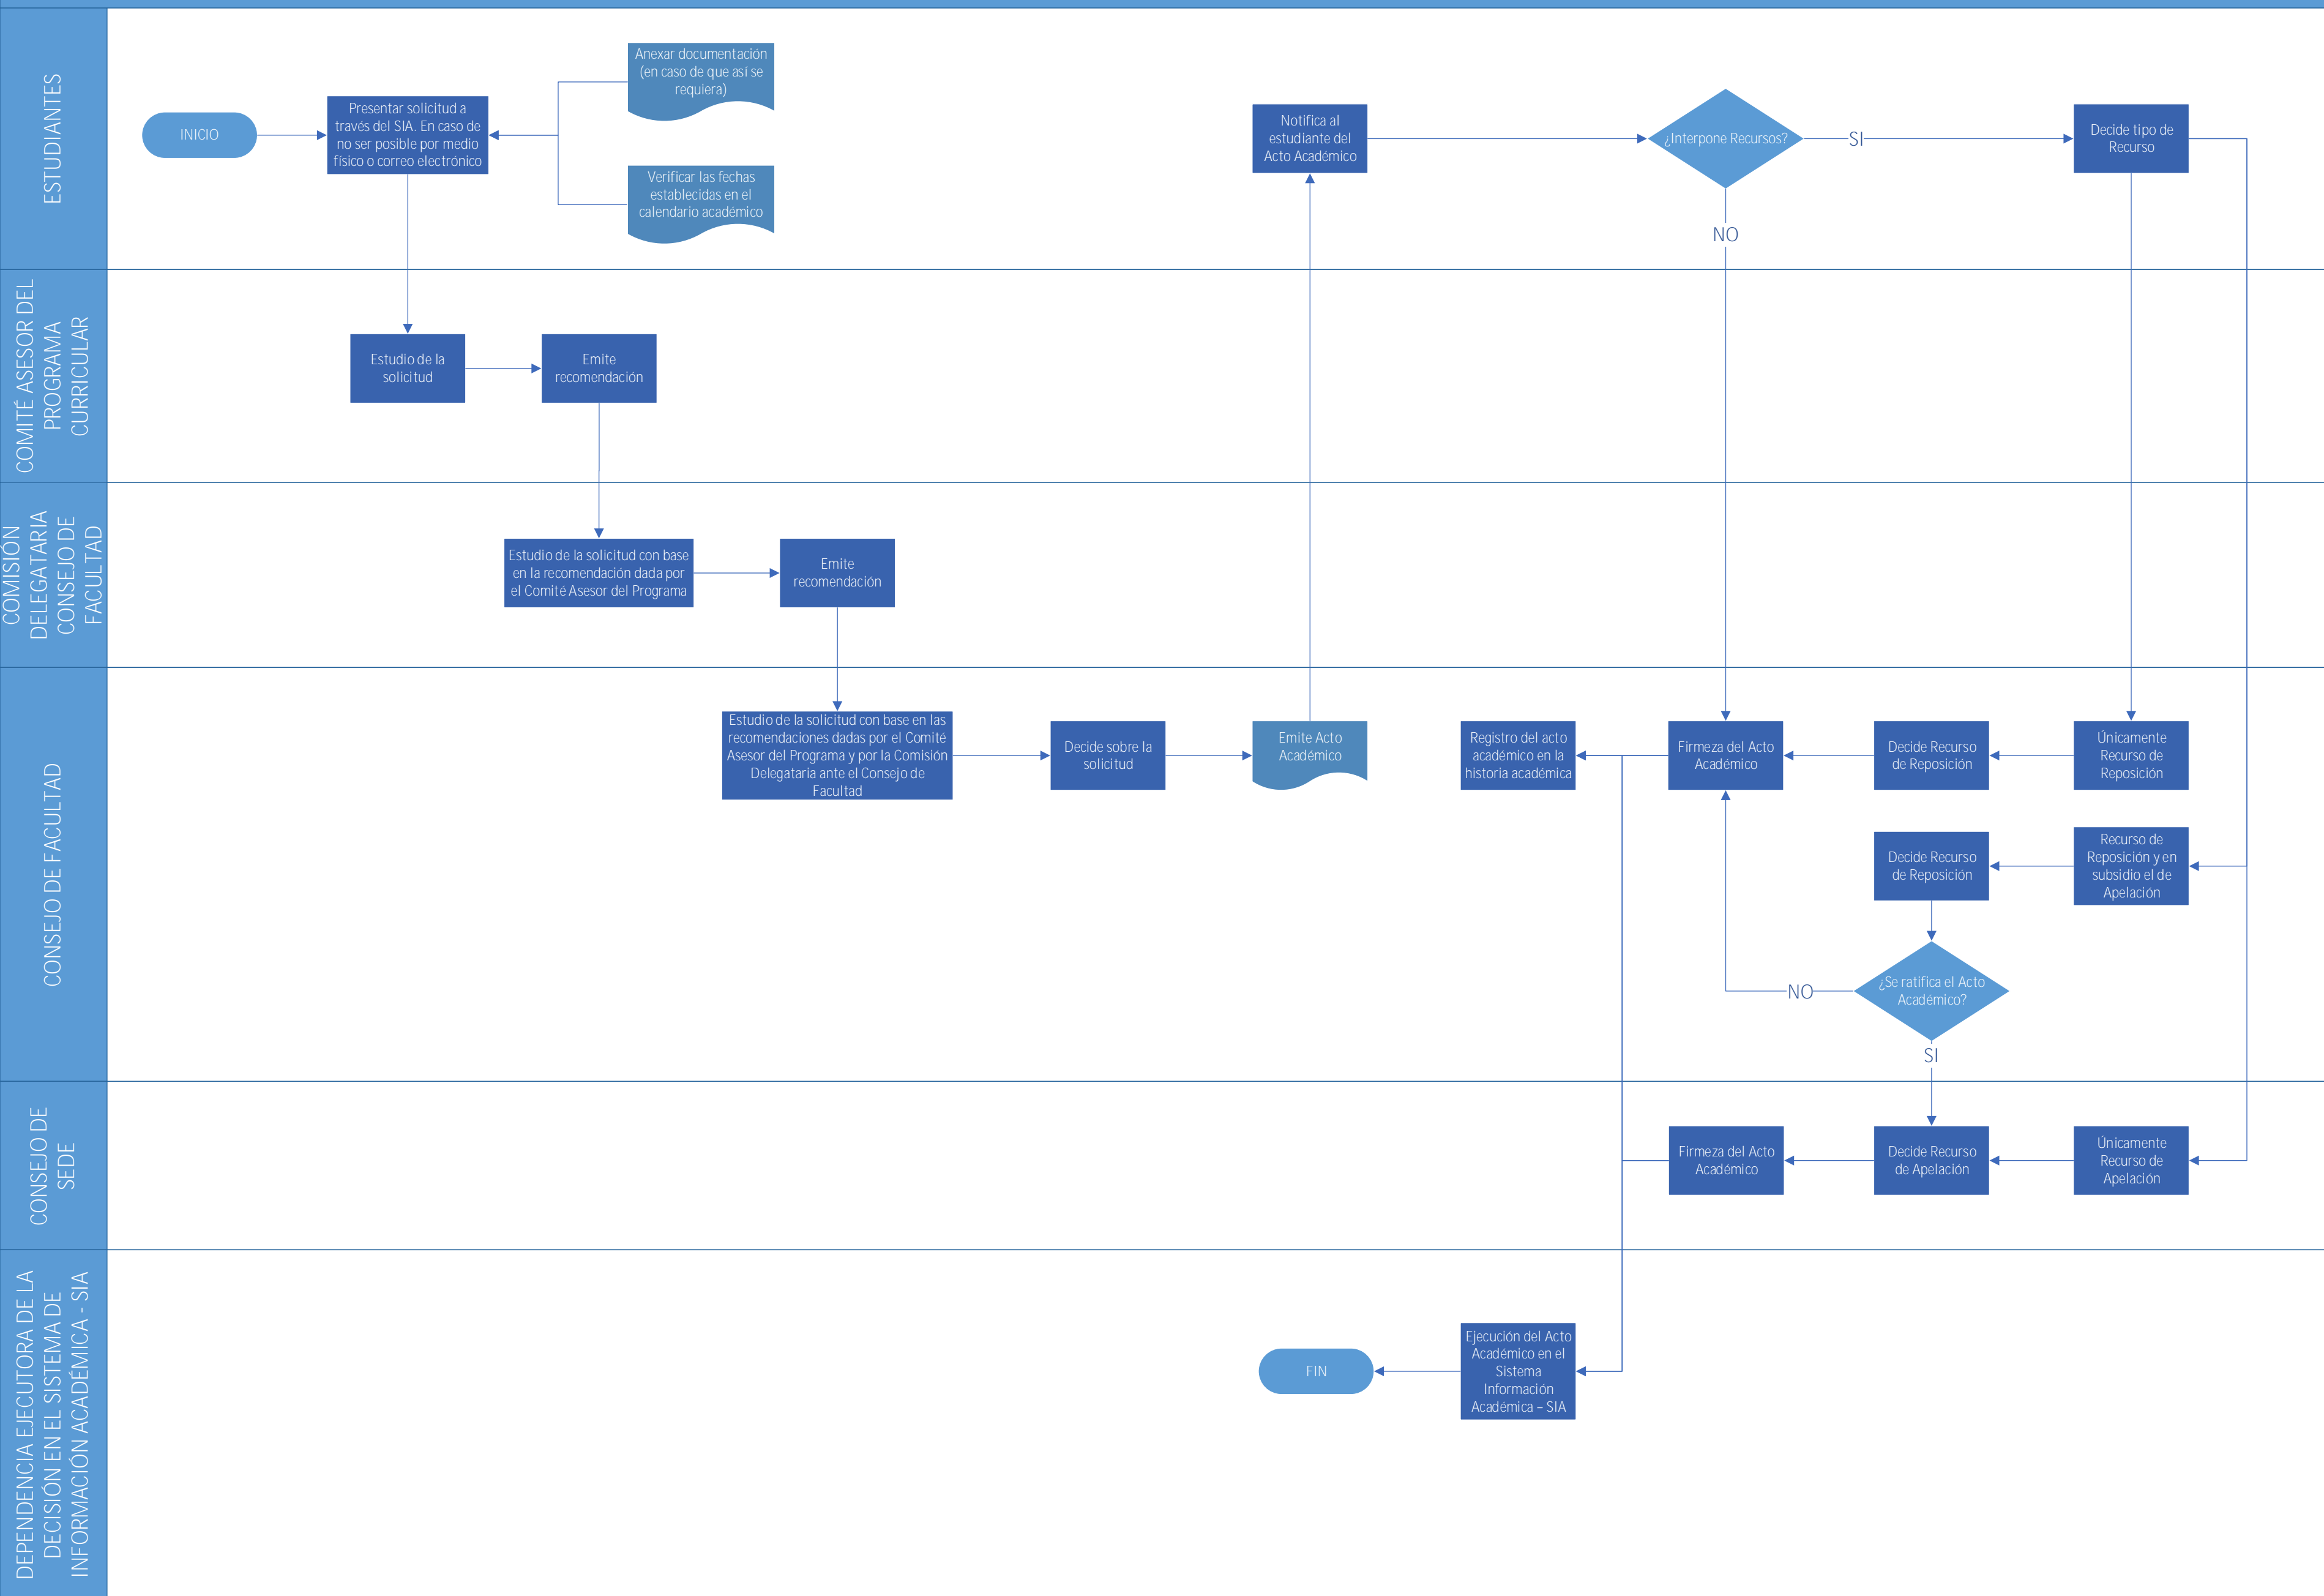 ESTUDIANTES
INICIO
Presentar solicitud a
través del SIA. En caso de
no ser posible por medio
físico o correo electrónico
Anexar documentación
(en caso de que así se
requiera)
Verificar las fechas
establecidas en el
calendario académico
Notifica al
estudiante del
Acto Académico
¿Interpone Recursos?
SI
NO
Decide tipo de
Recurso
COMITÉ ASESOR DEL
PROGRAMA
CURRICULAR
Estudio de la
solicitud
Emite
recomendación
COMISIÓN
DELEGATARIA
CONSEJO DE
FACULTAD
Estudio de la solicitud con base
en la recomendación dada por
el Comité Asesor del Programa
Emite
recomendación
CONSEJO DE FACULTAD
Estudio de la solicitud con base en las
recomendaciones dadas por el Comité
Asesor del Programa y por la Comisión
Delegataria ante el Consejo de
Facultad
Decide sobre la
solicitud
Emite Acto
Académico
Registro del acto
académico en la
historia académica
Firmeza del Acto
Académico
Decide Recurso
de Reposición
Únicamente
Recurso de
Reposición
Decide Recurso
de Reposición
Recurso de
Reposición y en
subsidio el de
Apelación
¿Se ratifica el Acto
Académico?
NO
SI
CONSEJO DE
SEDE
Firmeza del Acto
Académico
Decide Recurso
de Apelación
Únicamente
Recurso de
Apelación
DEPENDENCIA EJECUTORA DE LA
DECISIÓN EN EL SISTEMA DE
INFORMACIÓN ACADÉMICA - SIA
FIN
Ejecución del Acto
Académico en el
Sistema
Información
Académica – SIA